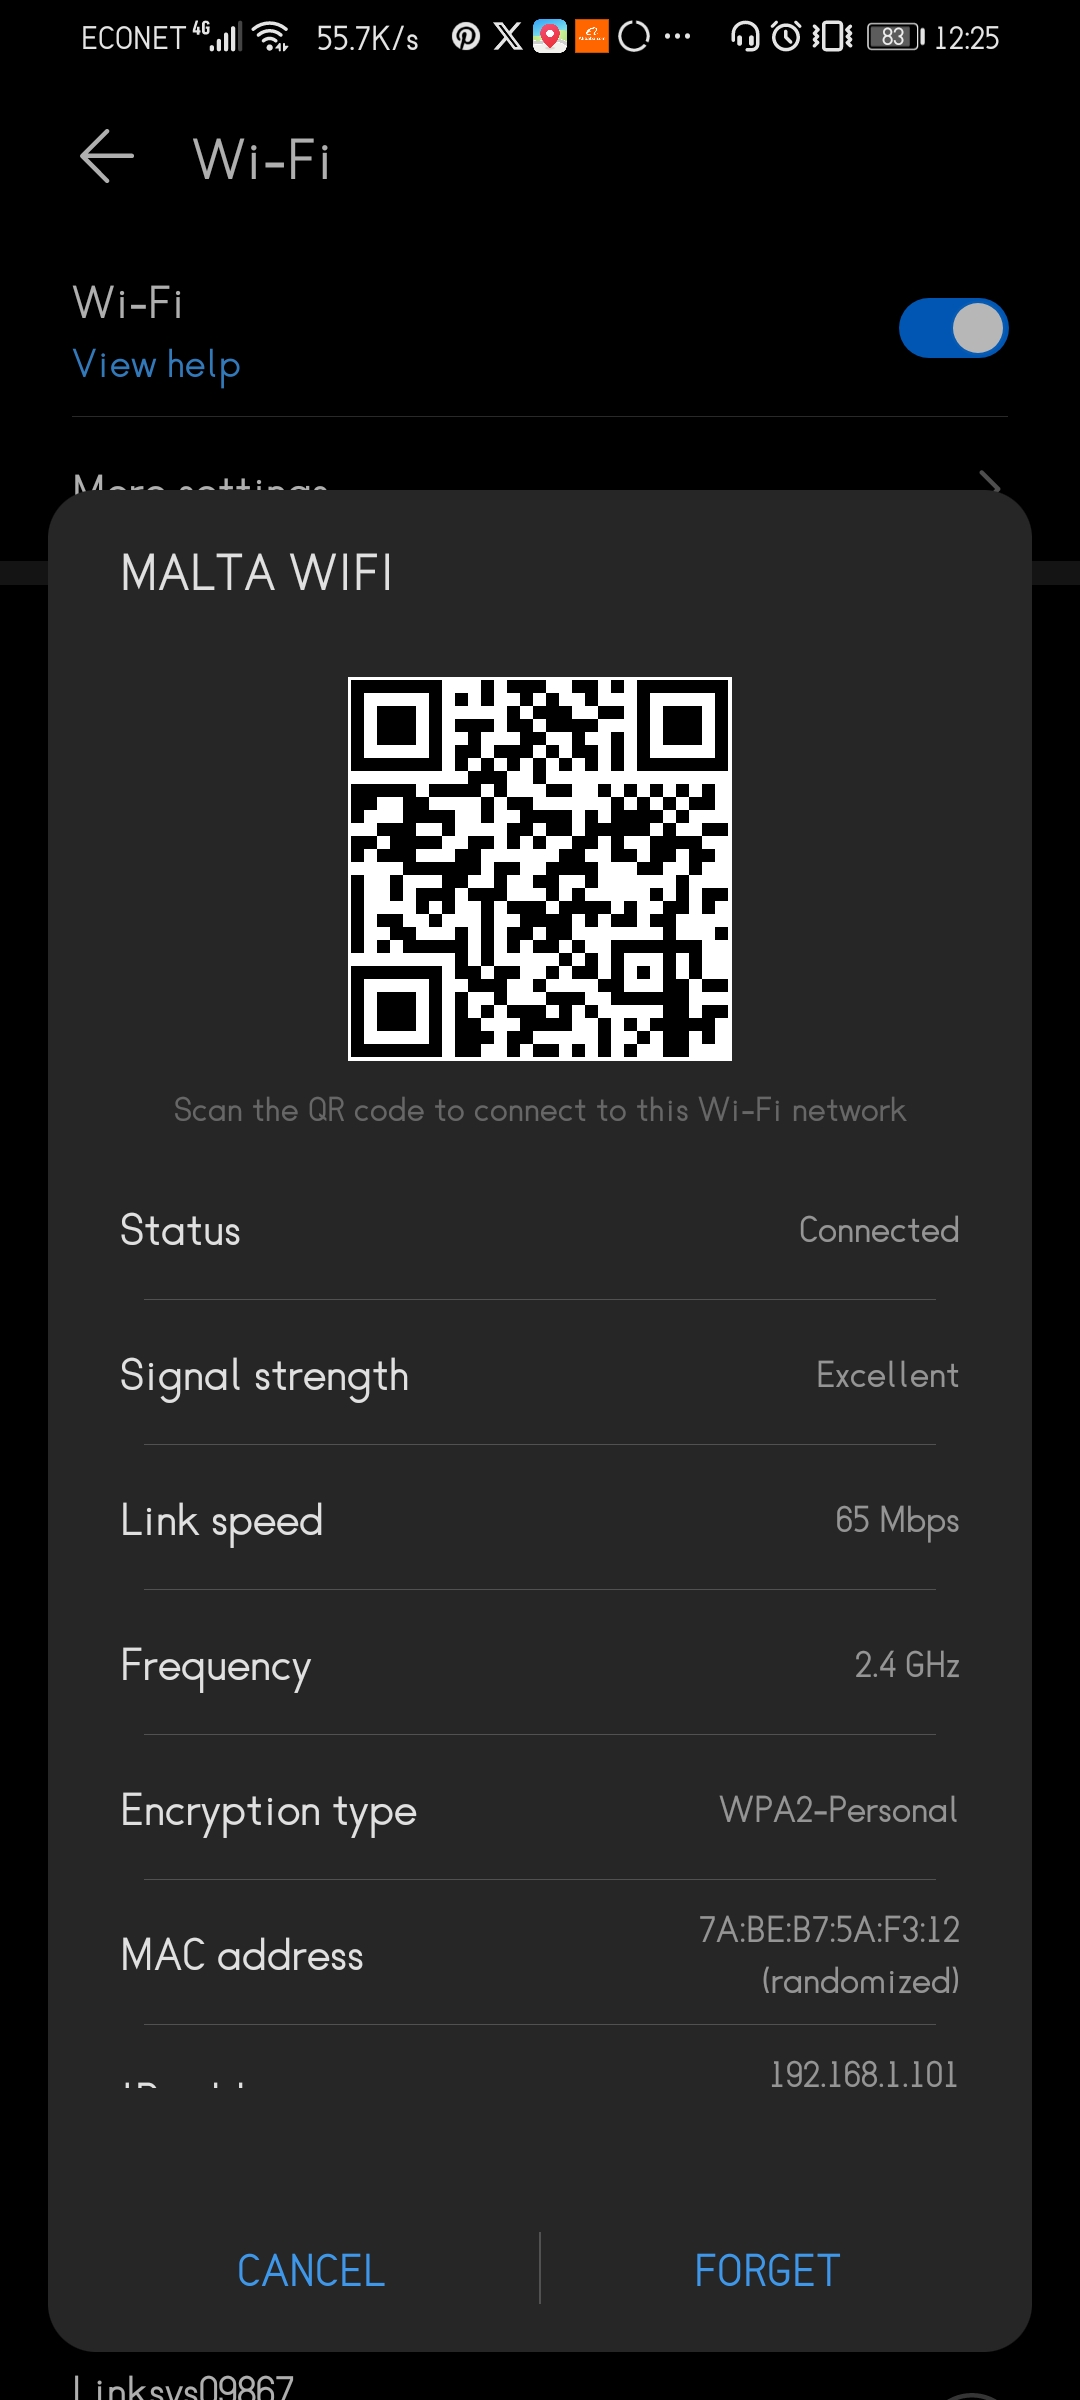 ECONET 4G 55.7K/s 83 12:25
Wi-Fi
Wi-Fi
View help
More settings
MALTA WIFI
Scan the QR code to connect to this Wi-Fi network
Status Connected
Signal strength Excellent
Link speed 65 Mbps
Frequency 2.4 GHz
Encryption type WPA2-Personal
MAC address 7A:BE:B7:5A:F3:12
(randomized)
192.168.1.101
CANCEL FORGET
Linksys09867